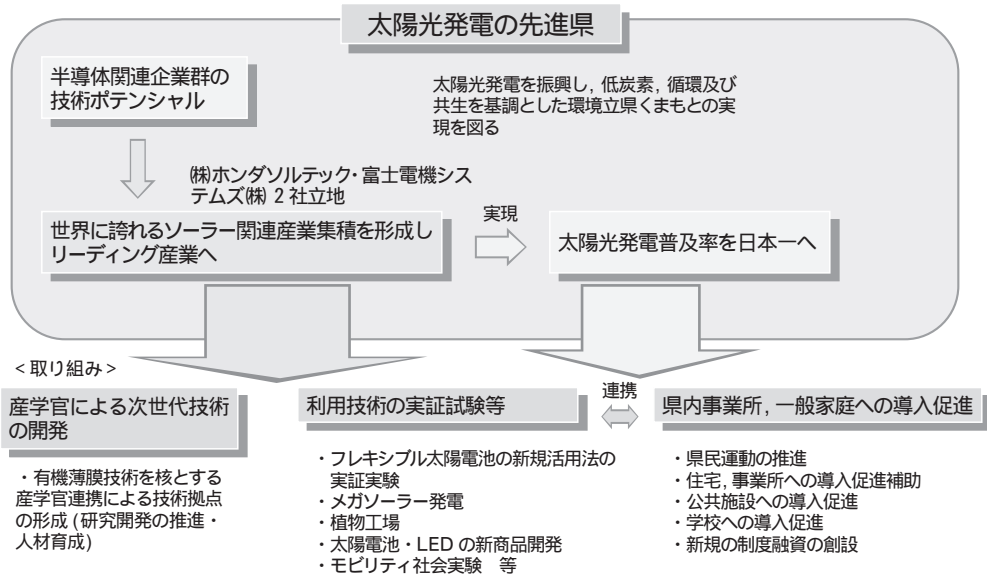 太陽光発電の先進県
半導体関連企業群の
技術ポテンシャル
太陽光発電を振興し, 低炭素, 循環及び
共生を基調とした環境立県くまもとの実
現を図る
㈱ホンダソルテック・富士電機シス
テムズ㈱ 2 社立地
世界に誇れるソーラー関連産業集積を形成し
リーディング産業へ
実現
太陽光発電普及率を日本一へ
＜取り組み＞
産学官による次世代技術
の開発
・有機薄膜技術を核とする
産学官連携による技術拠点
の形成 (研究開発の推進・
人材育成)
利用技術の実証試験等
・フレキシブル太陽電池の新規活用法の
実証実験
・メガソーラー発電
・植物工場
・太陽電池・LED の新商品開発
・モビリティ社会実験　等
連携
県内事業所, 一般家庭への導入促進
・県民運動の推進
・住宅, 事業所への導入促進補助
・公共施設への導入促進
・学校への導入促進
・新規の制度融資の創設